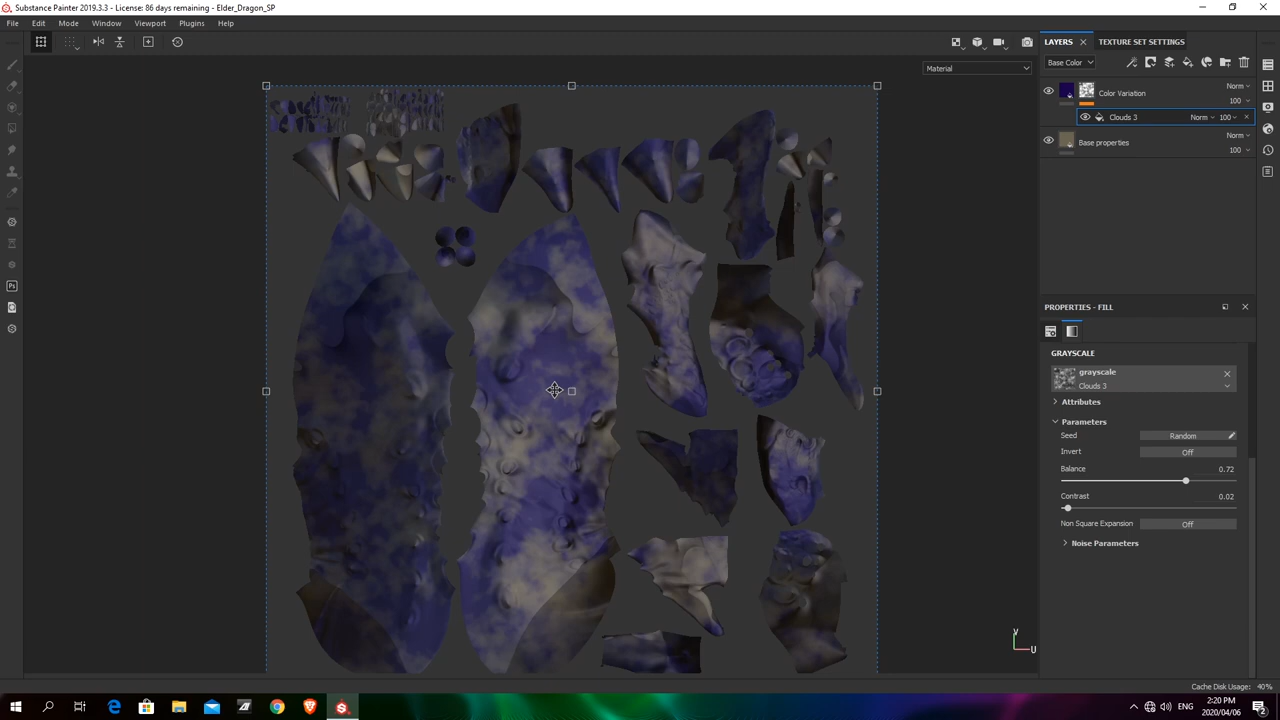 Substance Painter 2019.3.3 - License: 86 days remaining - Elder_Dragon_SP
File Edit Mode Window Viewport Plugins Help
LAYERS TEXTURE SET SETTINGS
Material
Base Color
Norm
Color Variation
100
Clouds 3 Norm 100
Norm
Base properties
100
PROPERTIES - FILL
GRAYSCALE
grayscale
Clouds 3
Attributes
Parameters
Seed Random
Invert Off
Balance 0.72
Contrast 0.02
Non Square Expansion Off
Noise Parameters
V
U
Cache Disk Usage: 40%
2:20 PM
ENG
2020/04/06
2